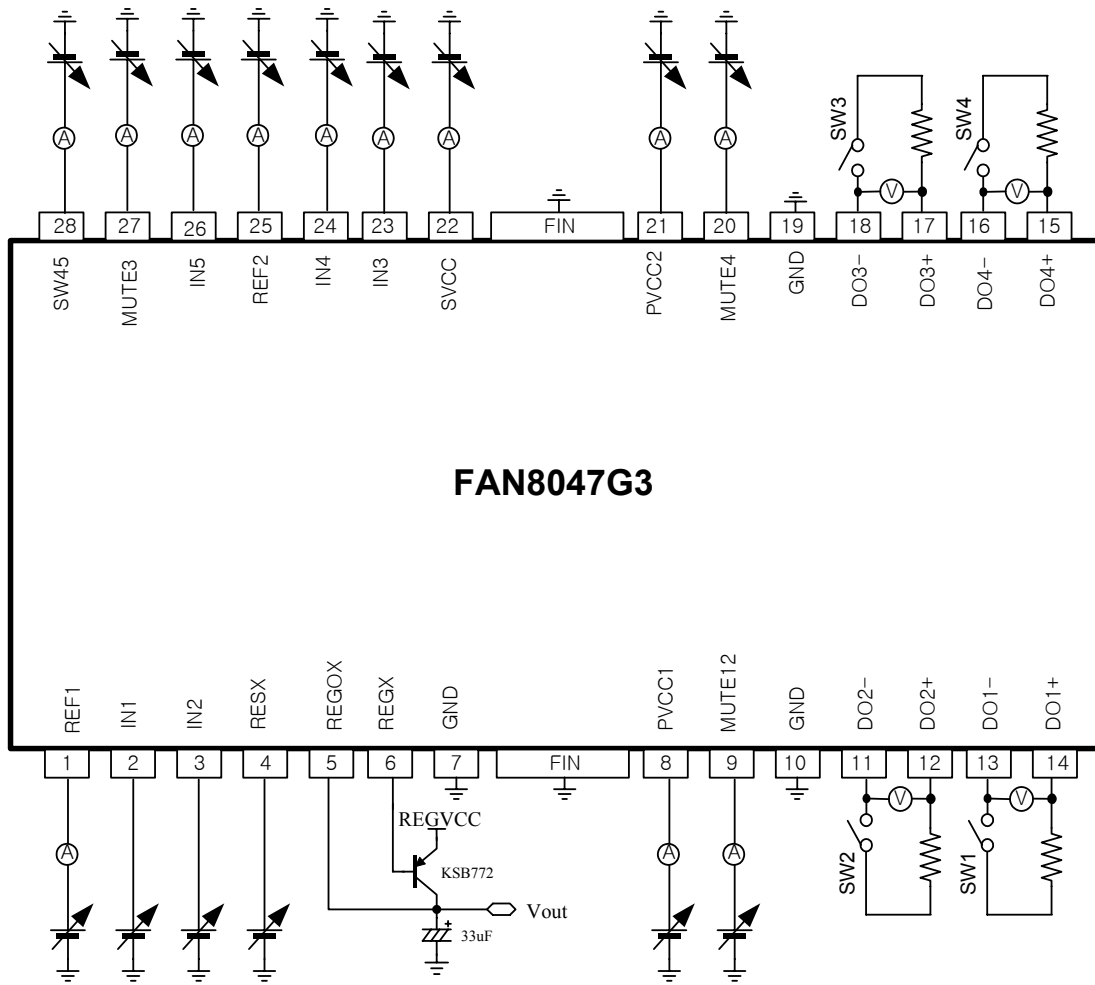 A A A A A A A A A
SW3 SW4
V V
28 27 26 25 24 23 22 FIN 21 20 19 18 17 16 15
SW45 MUTE3 IN5 REF2 IN4 IN3 SVCC PVCC2 MUTE4 GND DO3- DO3+ DO4- DO4+
FAN8047G3
REF1 IN1 IN2 RESX REGOX REGX GND PVCC1 MUTE12 GND DO2- DO2+ DO1- DO1+
1 2 3 4 5 6 7 FIN 8 9 10 11 12 13 14
V V
REGVCC
A A A
SW2 SW1
KSB772
Vout
+
33uF